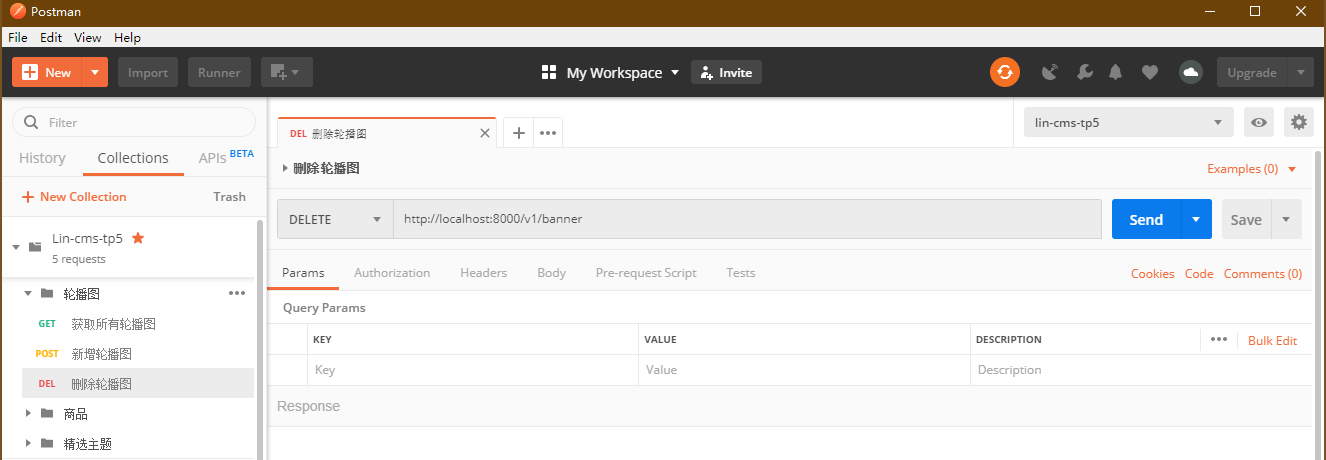 Postman
File Edit View Help
New Import Runner My Workspace Invite Upgrade
Filter
History Collections APIs BETA
New Collection Trash
Lin-cms-tp5
5 requests
轮播图
GET 获取所有轮播图
POST 新增轮播图
DEL 删除轮播图
商品
精选主题
DEL 删除轮播图
lin-cms-tp5
删除轮播图 Examples (0)
DELETE http://localhost:8000/v1/banner Send Save
Params Authorization Headers Body Pre-request Script Tests Cookies Code Comments (0)
Query Params
KEY VALUE DESCRIPTION Bulk Edit
Key Value Description
Response